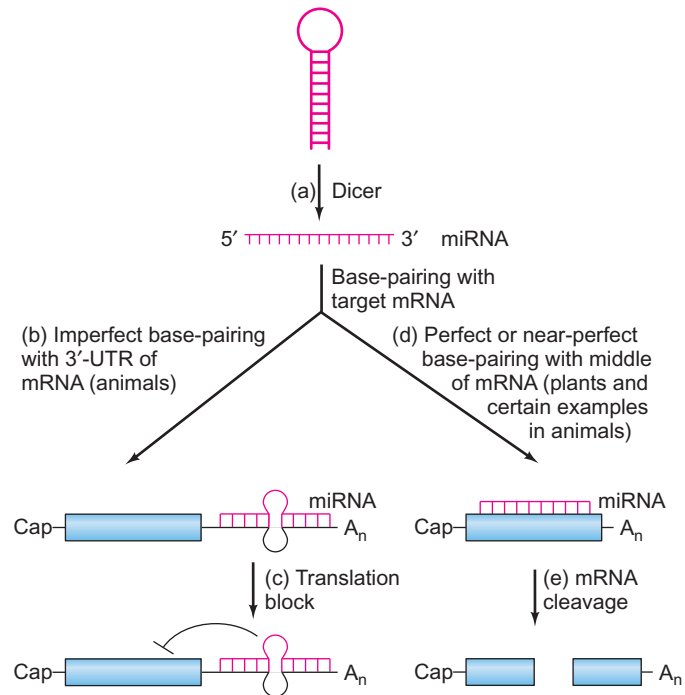 (a) Dicer
5′ 3′ miRNA
Base-pairing with
target mRNA
(b) Imperfect base-pairing
with 3′-UTR of
mRNA (animals)
(d) Perfect or near-perfect
base-pairing with middle
of mRNA (plants and
certain examples
in animals)
miRNA
Cap Aₙ
miRNA
Cap Aₙ
(c) Translation
block
(e) mRNA
cleavage
Cap Aₙ
Cap Aₙ